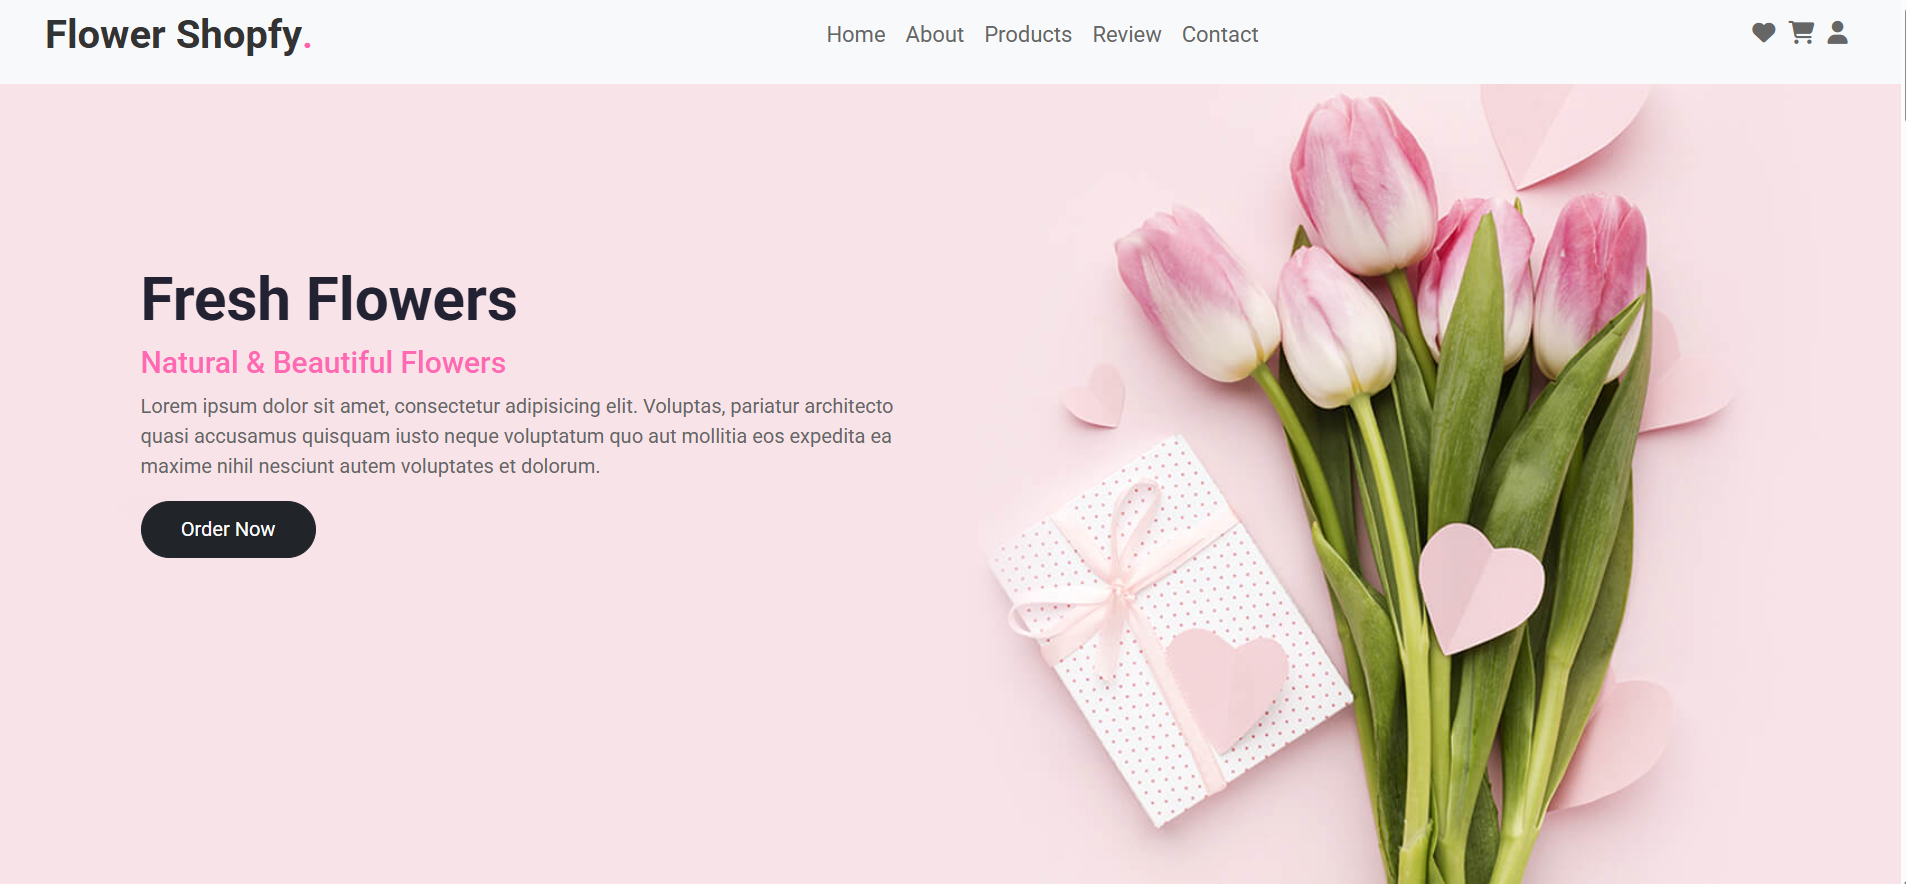 Flower Shopfy.
Home About Products Review Contact
Fresh Flowers
Natural & Beautiful Flowers
Lorem ipsum dolor sit amet, consectetur adipisicing elit. Voluptas, pariatur architecto
quasi accusamus quisquam iusto neque voluptatum quo aut mollitia eos expedita ea
maxime nihil nesciunt autem voluptates et dolorum.
Order Now